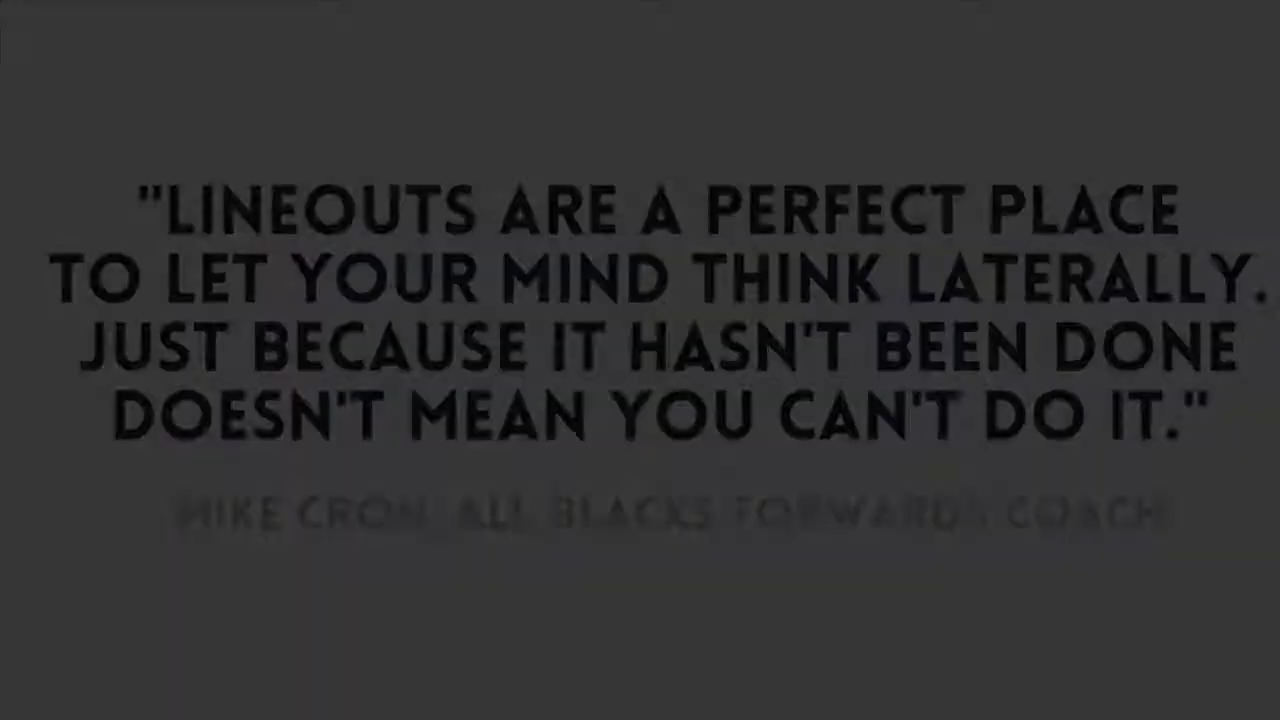 "LINEOUTS ARE A PERFECT PLACE
TO LET YOUR MIND THINK LATERALLY.
JUST BECAUSE IT HASN'T BEEN DONE
DOESN'T MEAN YOU CAN'T DO IT."
MIKE CRON, ALL BLACKS FORWARDS COACH